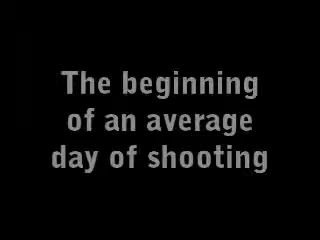 The beginning
of an average
day of shooting